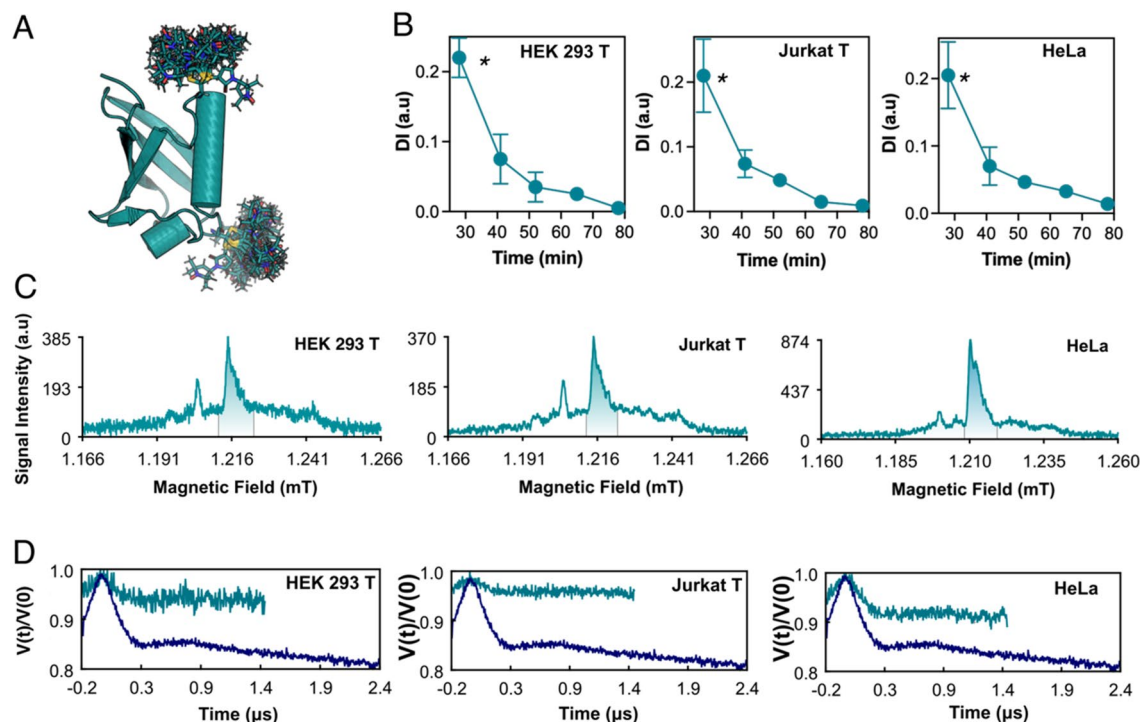 A
B
HEK 293 T
Jurkat T
HeLa
DI (a.u)
0.2
0.1
0.0
*
30 40 50 60 70 80
Time (min)
DI (a.u)
0.2
0.1
0.0
*
30 40 50 60 70 80
Time (min)
DI (a.u)
0.2
0.1
0.0
*
30 40 50 60 70 80
Time (min)
C
Signal Intensity (a.u)
385
193
0
HEK 293 T
1.166 1.191 1.216 1.241 1.266
Magnetic Field (mT)
370
185
0
Jurkat T
1.166 1.191 1.216 1.241 1.266
Magnetic Field (mT)
874
437
0
HeLa
1.160 1.185 1.210 1.235 1.260
Magnetic Field (mT)
D
V(t)/V(0)
1.0
0.9
0.8
HEK 293 T
-0.2 0.3 0.9 1.4 1.9 2.4
Time (µs)
V(t)/V(0)
1.0
0.9
0.8
Jurkat T
-0.2 0.3 0.9 1.4 1.9 2.4
Time (µs)
V(t)/V(0)
1.0
0.9
0.8
HeLa
-0.2 0.3 0.9 1.4 1.9 2.4
Time (µs)